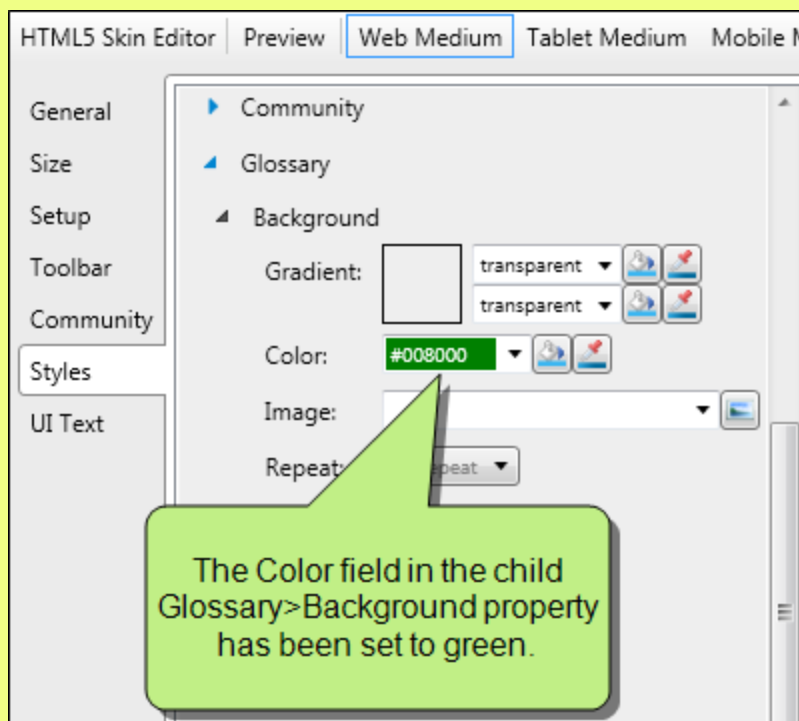 HTML5 Skin Editor Preview Web Medium Tablet Medium Mobile
General
Community
Size
Glossary
Setup
Background
Toolbar
Gradient:
transparent
transparent
Community
Color:
#008000
Styles
Image:
UI Text
Repeat:
The Color field in the child
Glossary>Background property
has been set to green.